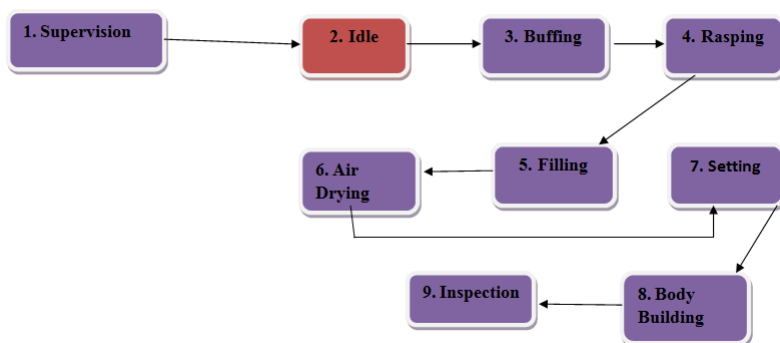 1. Supervision
2. Idle
3. Buffing
4. Rasping
5. Filling
6. Air
Drying
7. Setting
8. Body
Building
9. Inspection